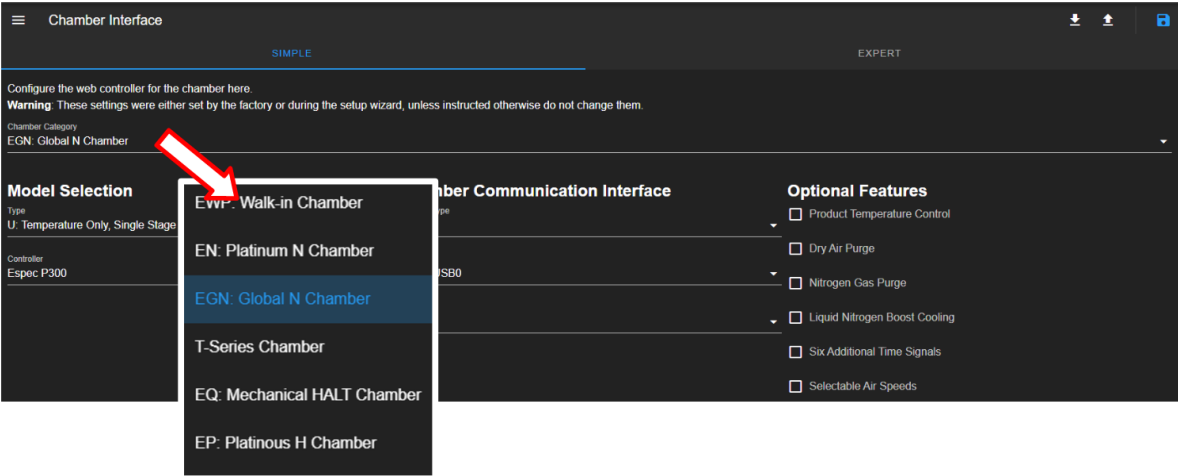 Chamber Interface
SIMPLE
EXPERT
Configure the web controller for the chamber here.
Warning: These settings were either set by the factory or during the setup wizard, unless instructed otherwise do not change them.
Chamber Category
EGN: Global N Chamber
Model Selection
Type
U: Temperature Only, Single Stage
Controller
Espec P300
EWP: Walk-in Chamber
EN: Platinum N Chamber
EGN: Global N Chamber
T-Series Chamber
EQ: Mechanical HALT Chamber
EP: Platinous H Chamber
Communication Interface
Optional Features
Product Temperature Control
Dry Air Purge
Nitrogen Gas Purge
Liquid Nitrogen Boost Cooling
Six Additional Time Signals
Selectable Air Speeds